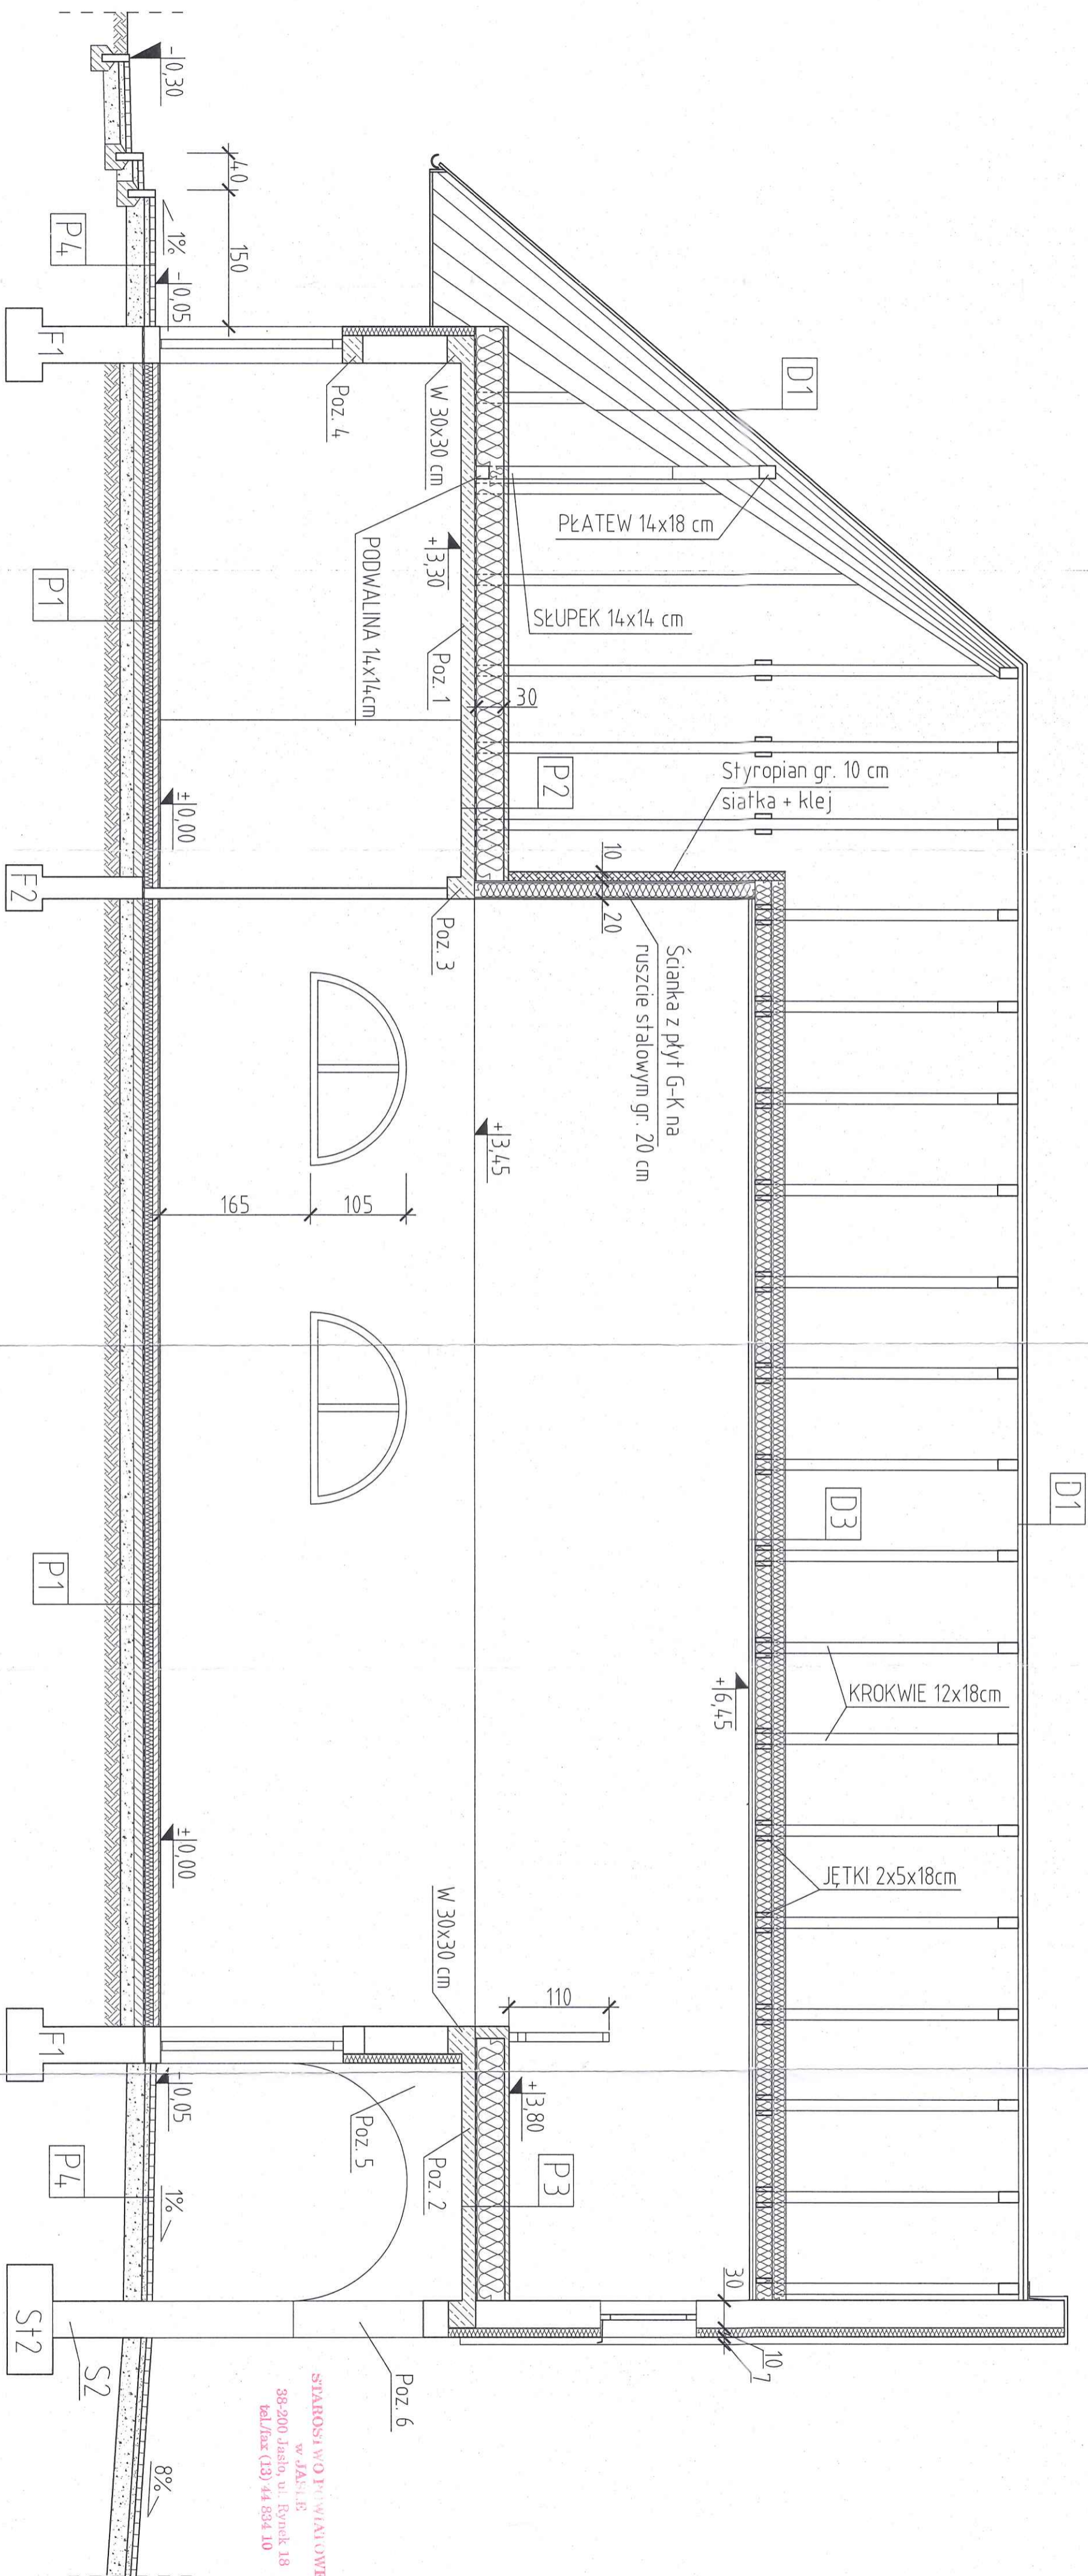 D1
D1
D3
KROKWIE 12x18cm
JĘTKI 2x5x18cm
PŁATEW 14x18 cm
SŁUPEK 14x14 cm
Styropian gr. 10 cm
siatka + klej
10
20
Ścianka z płyt G-K na
ruszcie stalowym gr. 20 cm
+6,45
30
10
7
P2
30
P3
110
+3,80
+3,45
+3,30
W 30x30 cm
Poz. 4
PODWALINA 14x14cm
Poz. 1
Poz. 3
W 30x30 cm
Poz. 5
Poz. 2
Poz. 6
165
105
40
150
-0,30
1%
-0,05
P4
±0,00
±0,00
-0,05
1%
P4
8%
F1
P1
F2
P1
F1
St2
S2
w JAŚLE
38-200 Jasło, ul. Rynek 18
tel./fax (13) 44 834 10